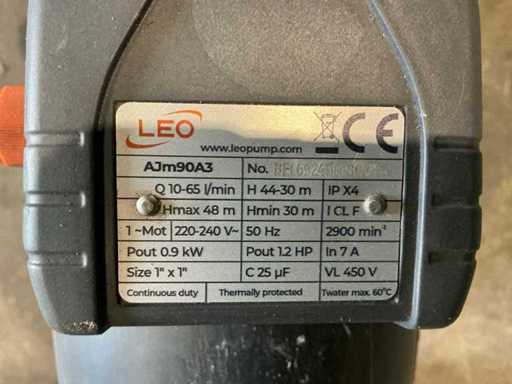 LEO
www.leopump.com
CE
AJm90A3 No.
Q 10-65 l/min H 44-30 m IP X4
Hmax 48 m Hmin 30 m I CL F
1 ~Mot 220-240 V~ 50 Hz 2900 min⁻¹
Pout 0.9 kW Pout 1.2 HP In 7 A
Size 1" x 1" C 25 µF VL 450 V
Continuous duty Thermally protected Twater max. 60°C